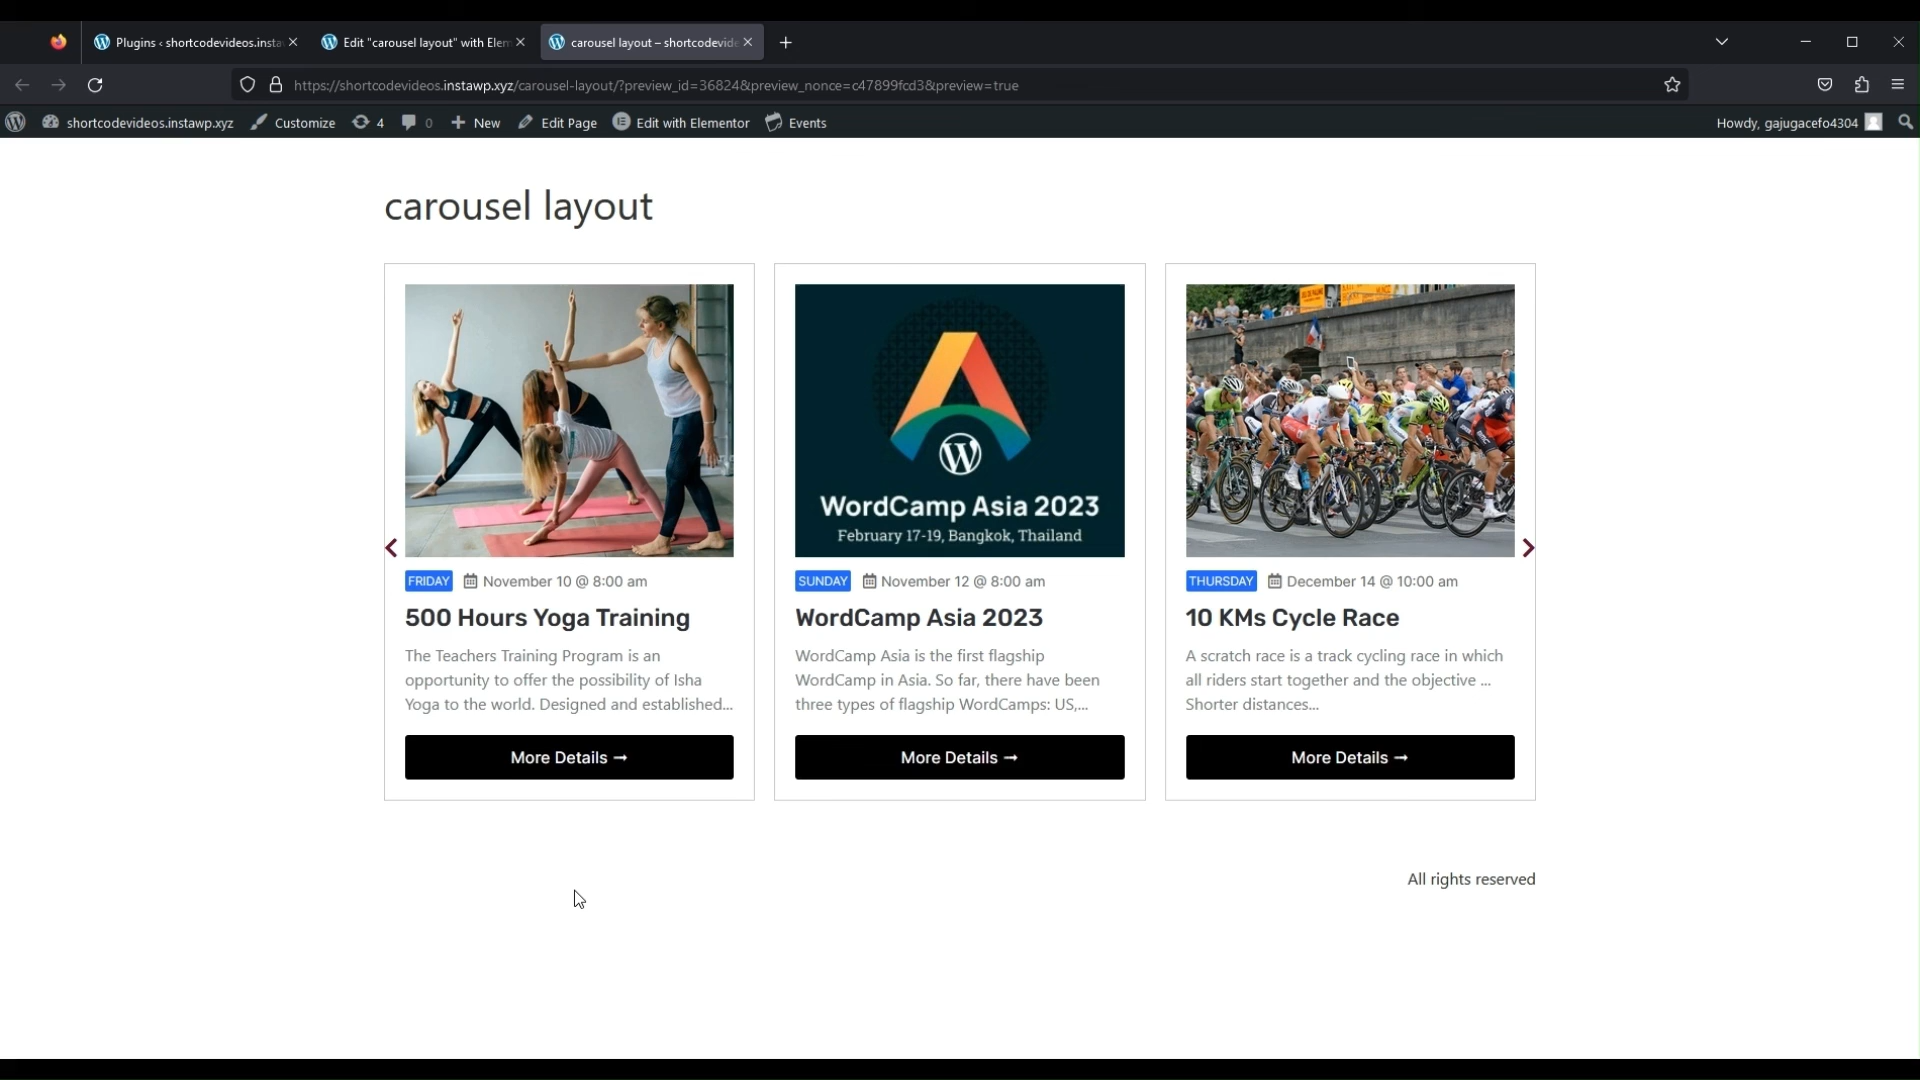 Plugins ‹ shortcodevideos.insta
Edit "carousel layout" with Elem
carousel layout – shortcodevide
https://shortcodevideos.instawp.xyz/carousel-layout/?preview_id=36824&preview_nonce=c47899fcd3&preview=true
shortcodevideos.instawp.xyz Customize 4 0 New Edit Page Edit with Elementor Events Howdy, gajugacefo4304
carousel layout
WordCamp Asia 2023
February 17-19, Bangkok, Thailand
FRIDAY November 10 @ 8:00 am
500 Hours Yoga Training
The Teachers Training Program is an
opportunity to offer the possibility of Isha
Yoga to the world. Designed and established...
More Details →
SUNDAY November 12 @ 8:00 am
WordCamp Asia 2023
WordCamp Asia is the first flagship
WordCamp in Asia. So far, there have been
three types of flagship WordCamps: US,...
More Details →
THURSDAY December 14 @ 10:00 am
10 KMs Cycle Race
A scratch race is a track cycling race in which
all riders start together and the objective ...
Shorter distances...
More Details →
All rights reserved